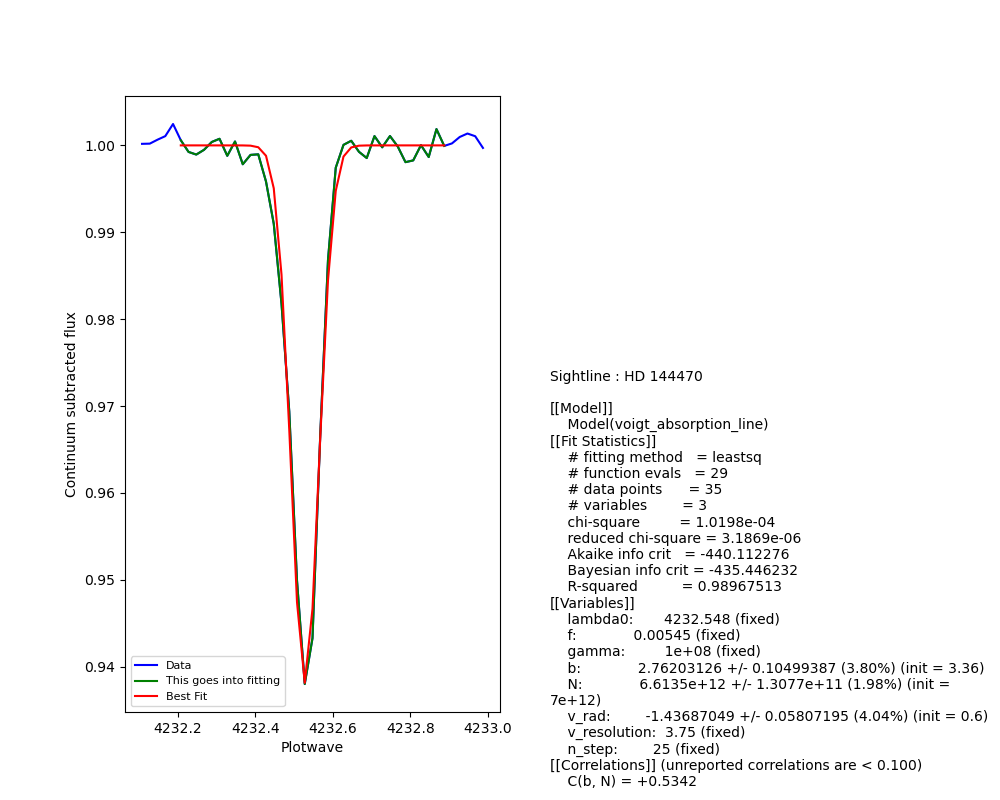 1.00
0.99
0.98
0.97
0.96
0.95
0.94
Continuum subtracted flux
Data
This goes into fitting
Best Fit
4232.2 4232.4 4232.6 4232.8 4233.0
Plotwave
Sightline : HD 144470
[[Model]]
Model(voigt_absorption_line)
[[Fit Statistics]]
# fitting method = leastsq
# function evals = 29
# data points = 35
# variables = 3
chi-square = 1.0198e-04
reduced chi-square = 3.1869e-06
Akaike info crit = -440.112276
Bayesian info crit = -435.446232
R-squared = 0.98967513
[[Variables]]
lambda0: 4232.548 (fixed)
f: 0.00545 (fixed)
gamma: 1e+08 (fixed)
b: 2.76203126 +/- 0.10499387 (3.80%) (init = 3.36)
N: 6.6135e+12 +/- 1.3077e+11 (1.98%) (init =
7e+12)
v_rad: -1.43687049 +/- 0.05807195 (4.04%) (init = 0.6)
v_resolution: 3.75 (fixed)
n_step: 25 (fixed)
[[Correlations]] (unreported correlations are < 0.100)
C(b, N) = +0.5342